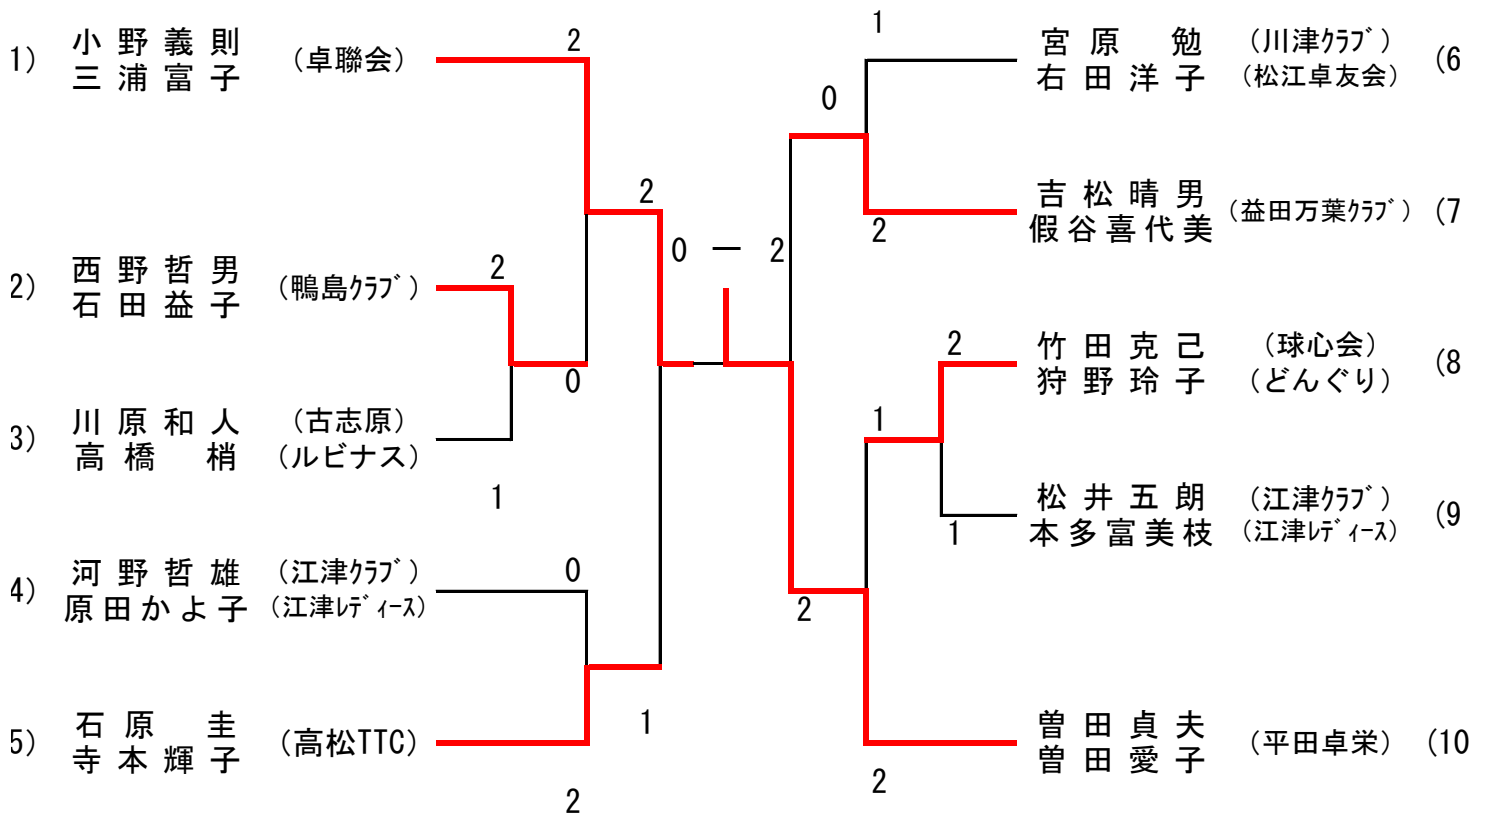 1) 小野義則 (卓聯会)
三浦富子
2) 西野哲男 (鴨島ｸﾗﾌﾞ)
石田益子
3) 川原和人 (古志原)
高橋 梢 (ルビナス)
4) 河野哲雄 (江津ｸﾗﾌﾞ)
原田かよ子 (江津ﾚﾃﾞｨｰｽ)
5) 石原 圭 (高松TTC)
寺本輝子
2
2
2
0
1
0
1
2
0 － 2
1
0
2
2
1
1
2
2
宮原 勉 (川津ｸﾗﾌﾞ) (6
右田洋子 (松江卓友会)
吉松晴男 (益田万葉ｸﾗﾌﾞ) (7
假谷喜代美
竹田克己 (球心会) (8
狩野玲子 (どんぐり)
松井五朗 (江津ｸﾗﾌﾞ) (9
本多富美枝 (江津ﾚﾃﾞｨｰｽ)
曽田貞夫 (平田卓栄) (10
曽田愛子